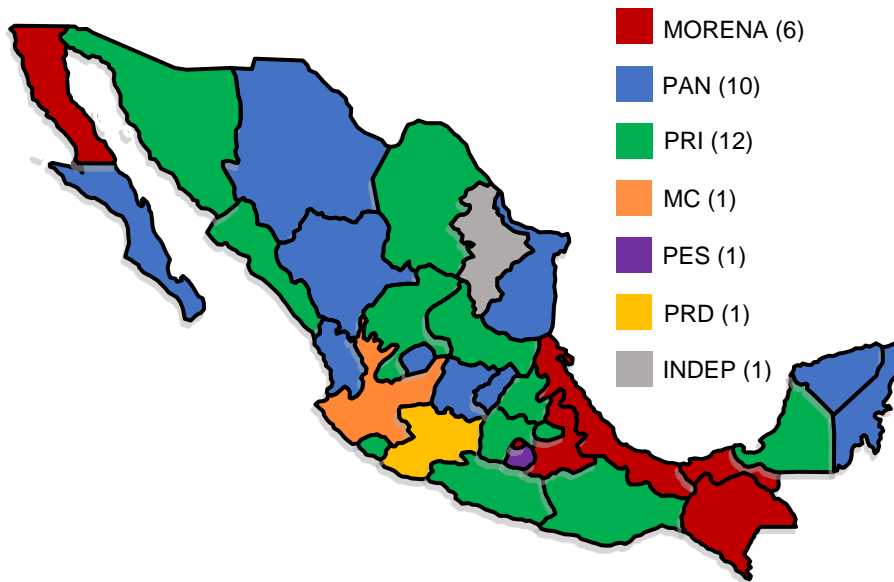 MORENA (6)
PAN (10)
PRI (12)
MC (1)
PES (1)
PRD (1)
INDEP (1)